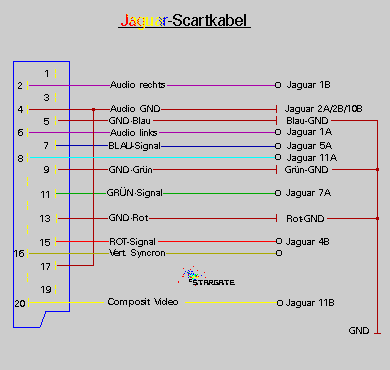 Jaguar-Scartkabel
1
2 Audio rechts Jaguar 1B
3
4 Audio GND Jaguar 2A/2B/10B
5 GND-Blau Blau-GND
6 Audio links Jaguar 1A
7 BLAU-Signal Jaguar 5A
8 Jaguar 11A
9 GND-Grün Grün-GND
11 GRÜN-Signal Jaguar 7A
13 GND-Rot Rot-GND
15 ROT-Signal Jaguar 4B
16 Vert. Syncron
17
STARGATE
19
20 Composit Video Jaguar 11B
GND